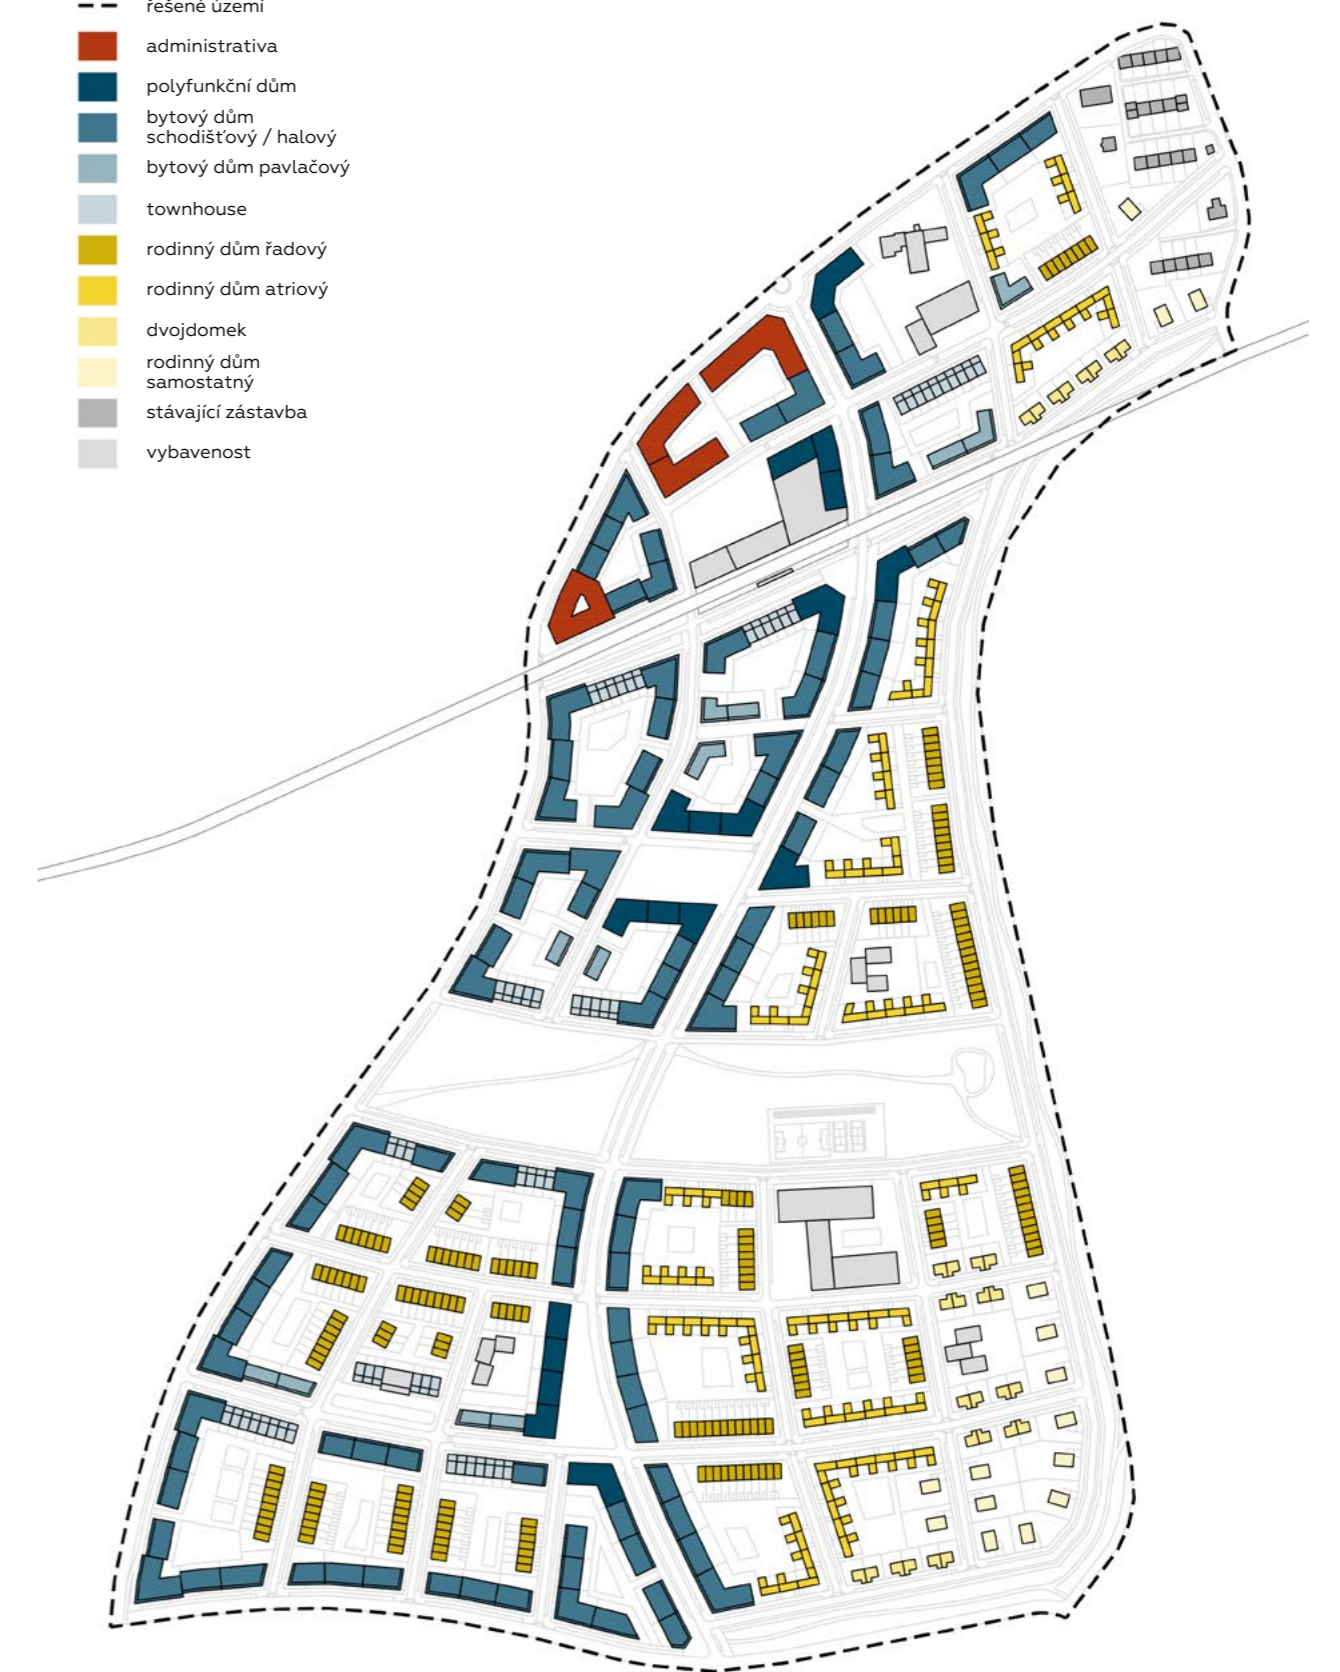 řešené území
administrativa
polyfunkční dům
bytový dům
schodišťový / halový
bytový dům pavlačový
townhouse
rodinný dům řadový
rodinný dům atriový
dvojdomek
rodinný dům
samostatný
stávající zástavba
vybavenost